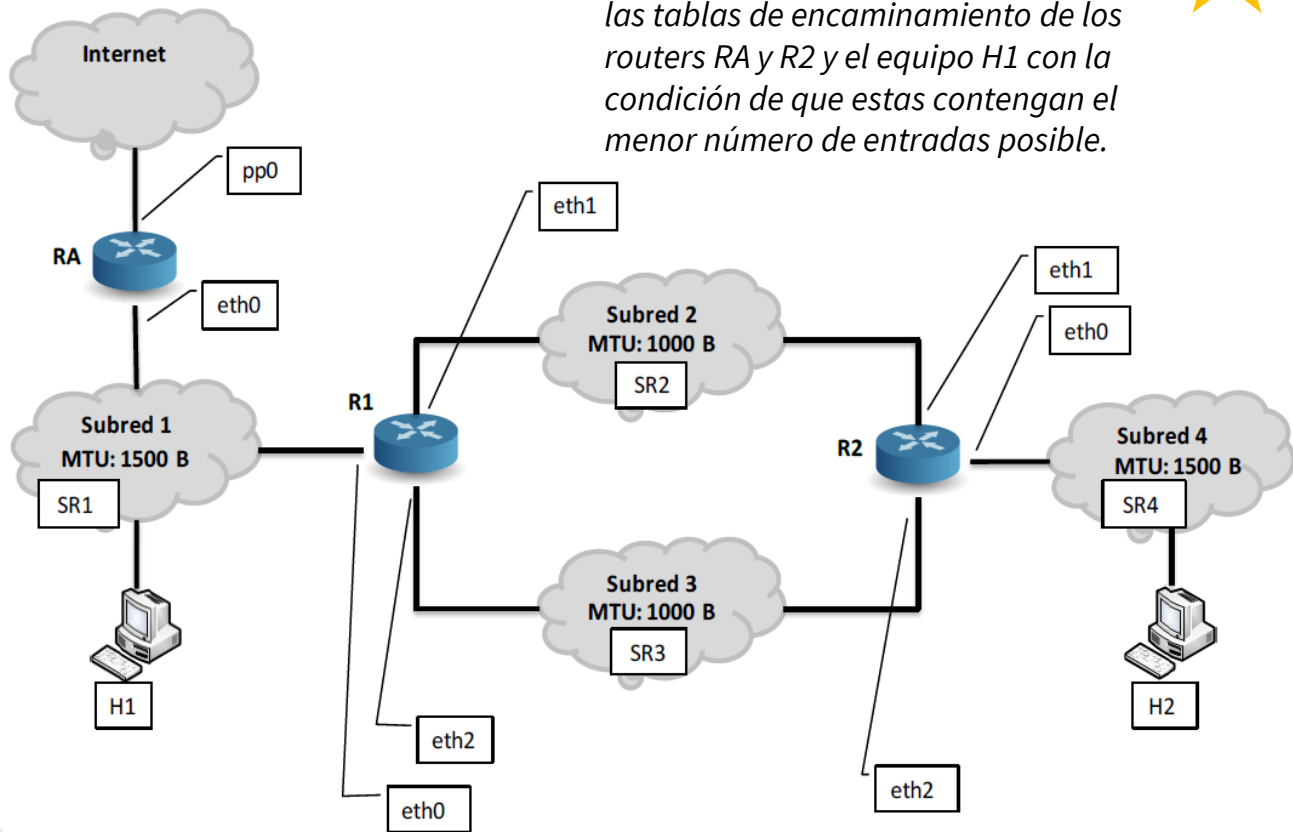 las tablas de encaminamiento de los
routers RA y R2 y el equipo H1 con la
condición de que estas contengan el
menor número de entradas posible.
Internet
pp0
eth1
RA
eth0
eth1
eth0
Subred 2
MTU: 1000 B
SR2
R1
Subred 1
MTU: 1500 B
SR1
R2
Subred 4
MTU: 1500 B
SR4
Subred 3
MTU: 1000 B
SR3
H1
H2
eth2
eth0
eth2